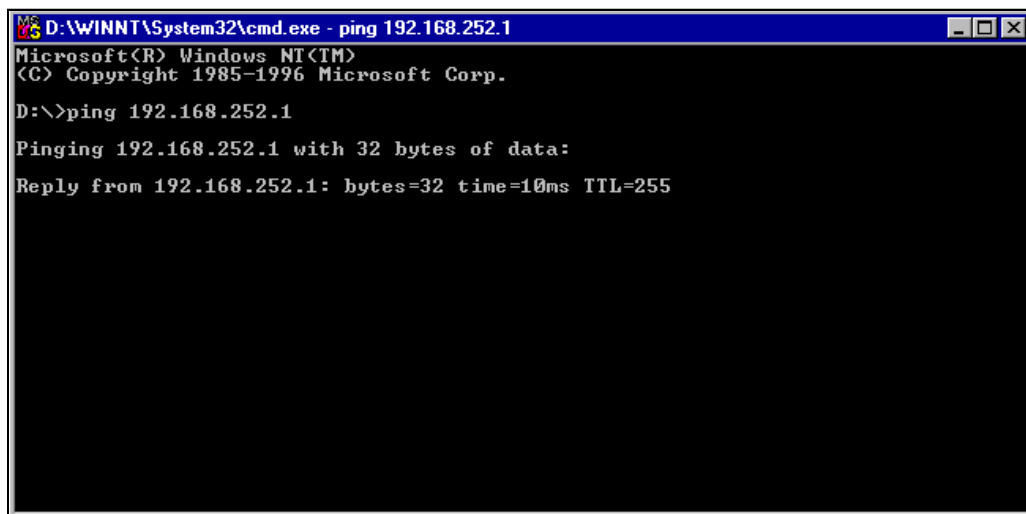 D:\WINNT\System32\cmd.exe - ping 192.168.252.1
Microsoft(R) Windows NT(TM)
(C) Copyright 1985-1996 Microsoft Corp.
D:\>ping 192.168.252.1
Pinging 192.168.252.1 with 32 bytes of data:
Reply from 192.168.252.1: bytes=32 time=10ms TTL=255